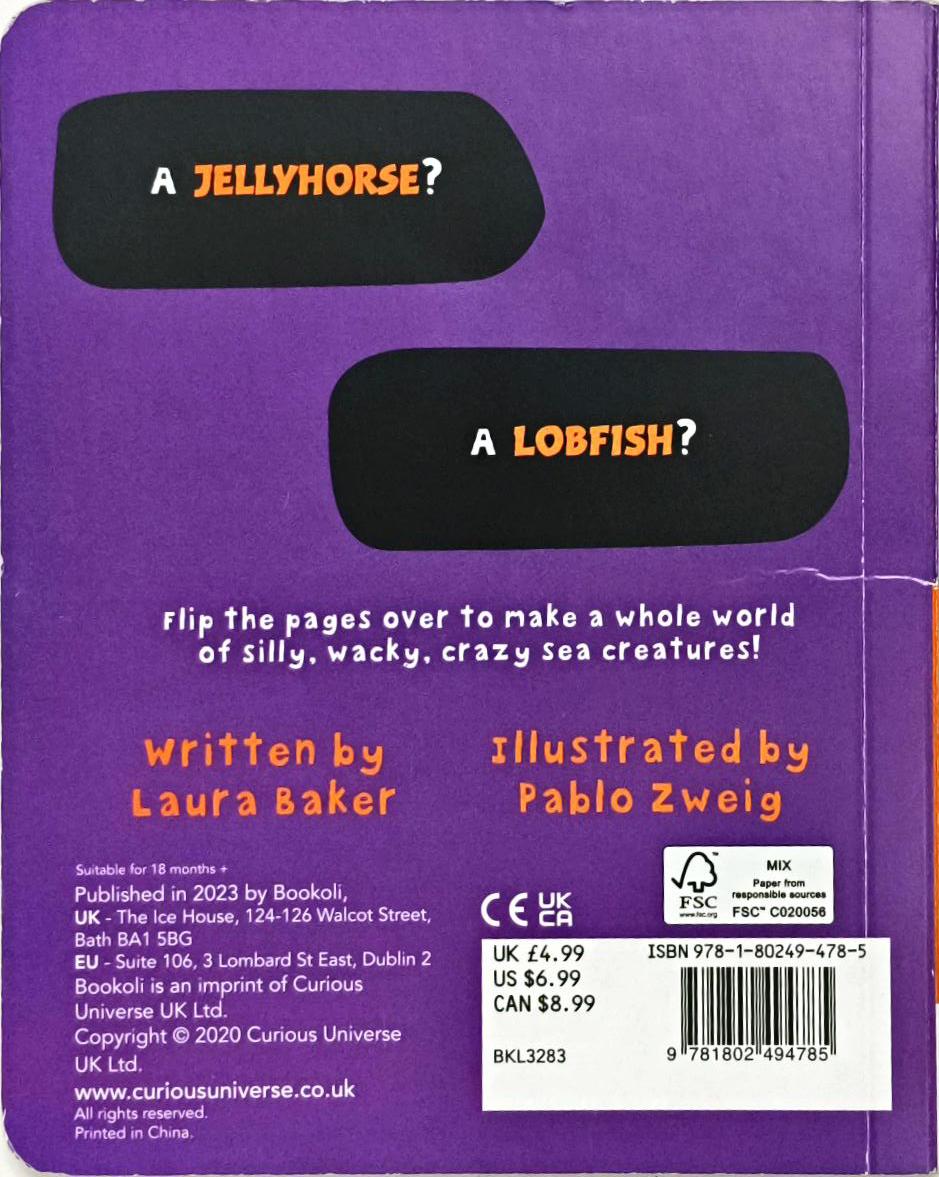 A JELLYHORSE?
A LOBFISH?
Flip the pages over to make a whole world
of silly, wacky, crazy sea creatures!
Written by
Laura Baker
Illustrated by
Pablo Zweig
Suitable for 18 months +
Published in 2023 by Bookoli,
UK - The Ice House, 124-126 Walcot Street,
Bath BA1 5BG
EU - Suite 106, 3 Lombard St East, Dublin 2
Bookoli is an imprint of Curious
Universe UK Ltd.
Copyright © 2020 Curious Universe
UK Ltd.
www.curiousuniverse.co.uk
All rights reserved.
Printed in China.
CE UK
CA
FSC
www.fsc.org
MIX
Paper from
responsible sources
FSC™ C020056
UK £4.99
US $6.99
CAN $8.99
BKL3283
ISBN 978-1-80249-478-5
9 781802 494785